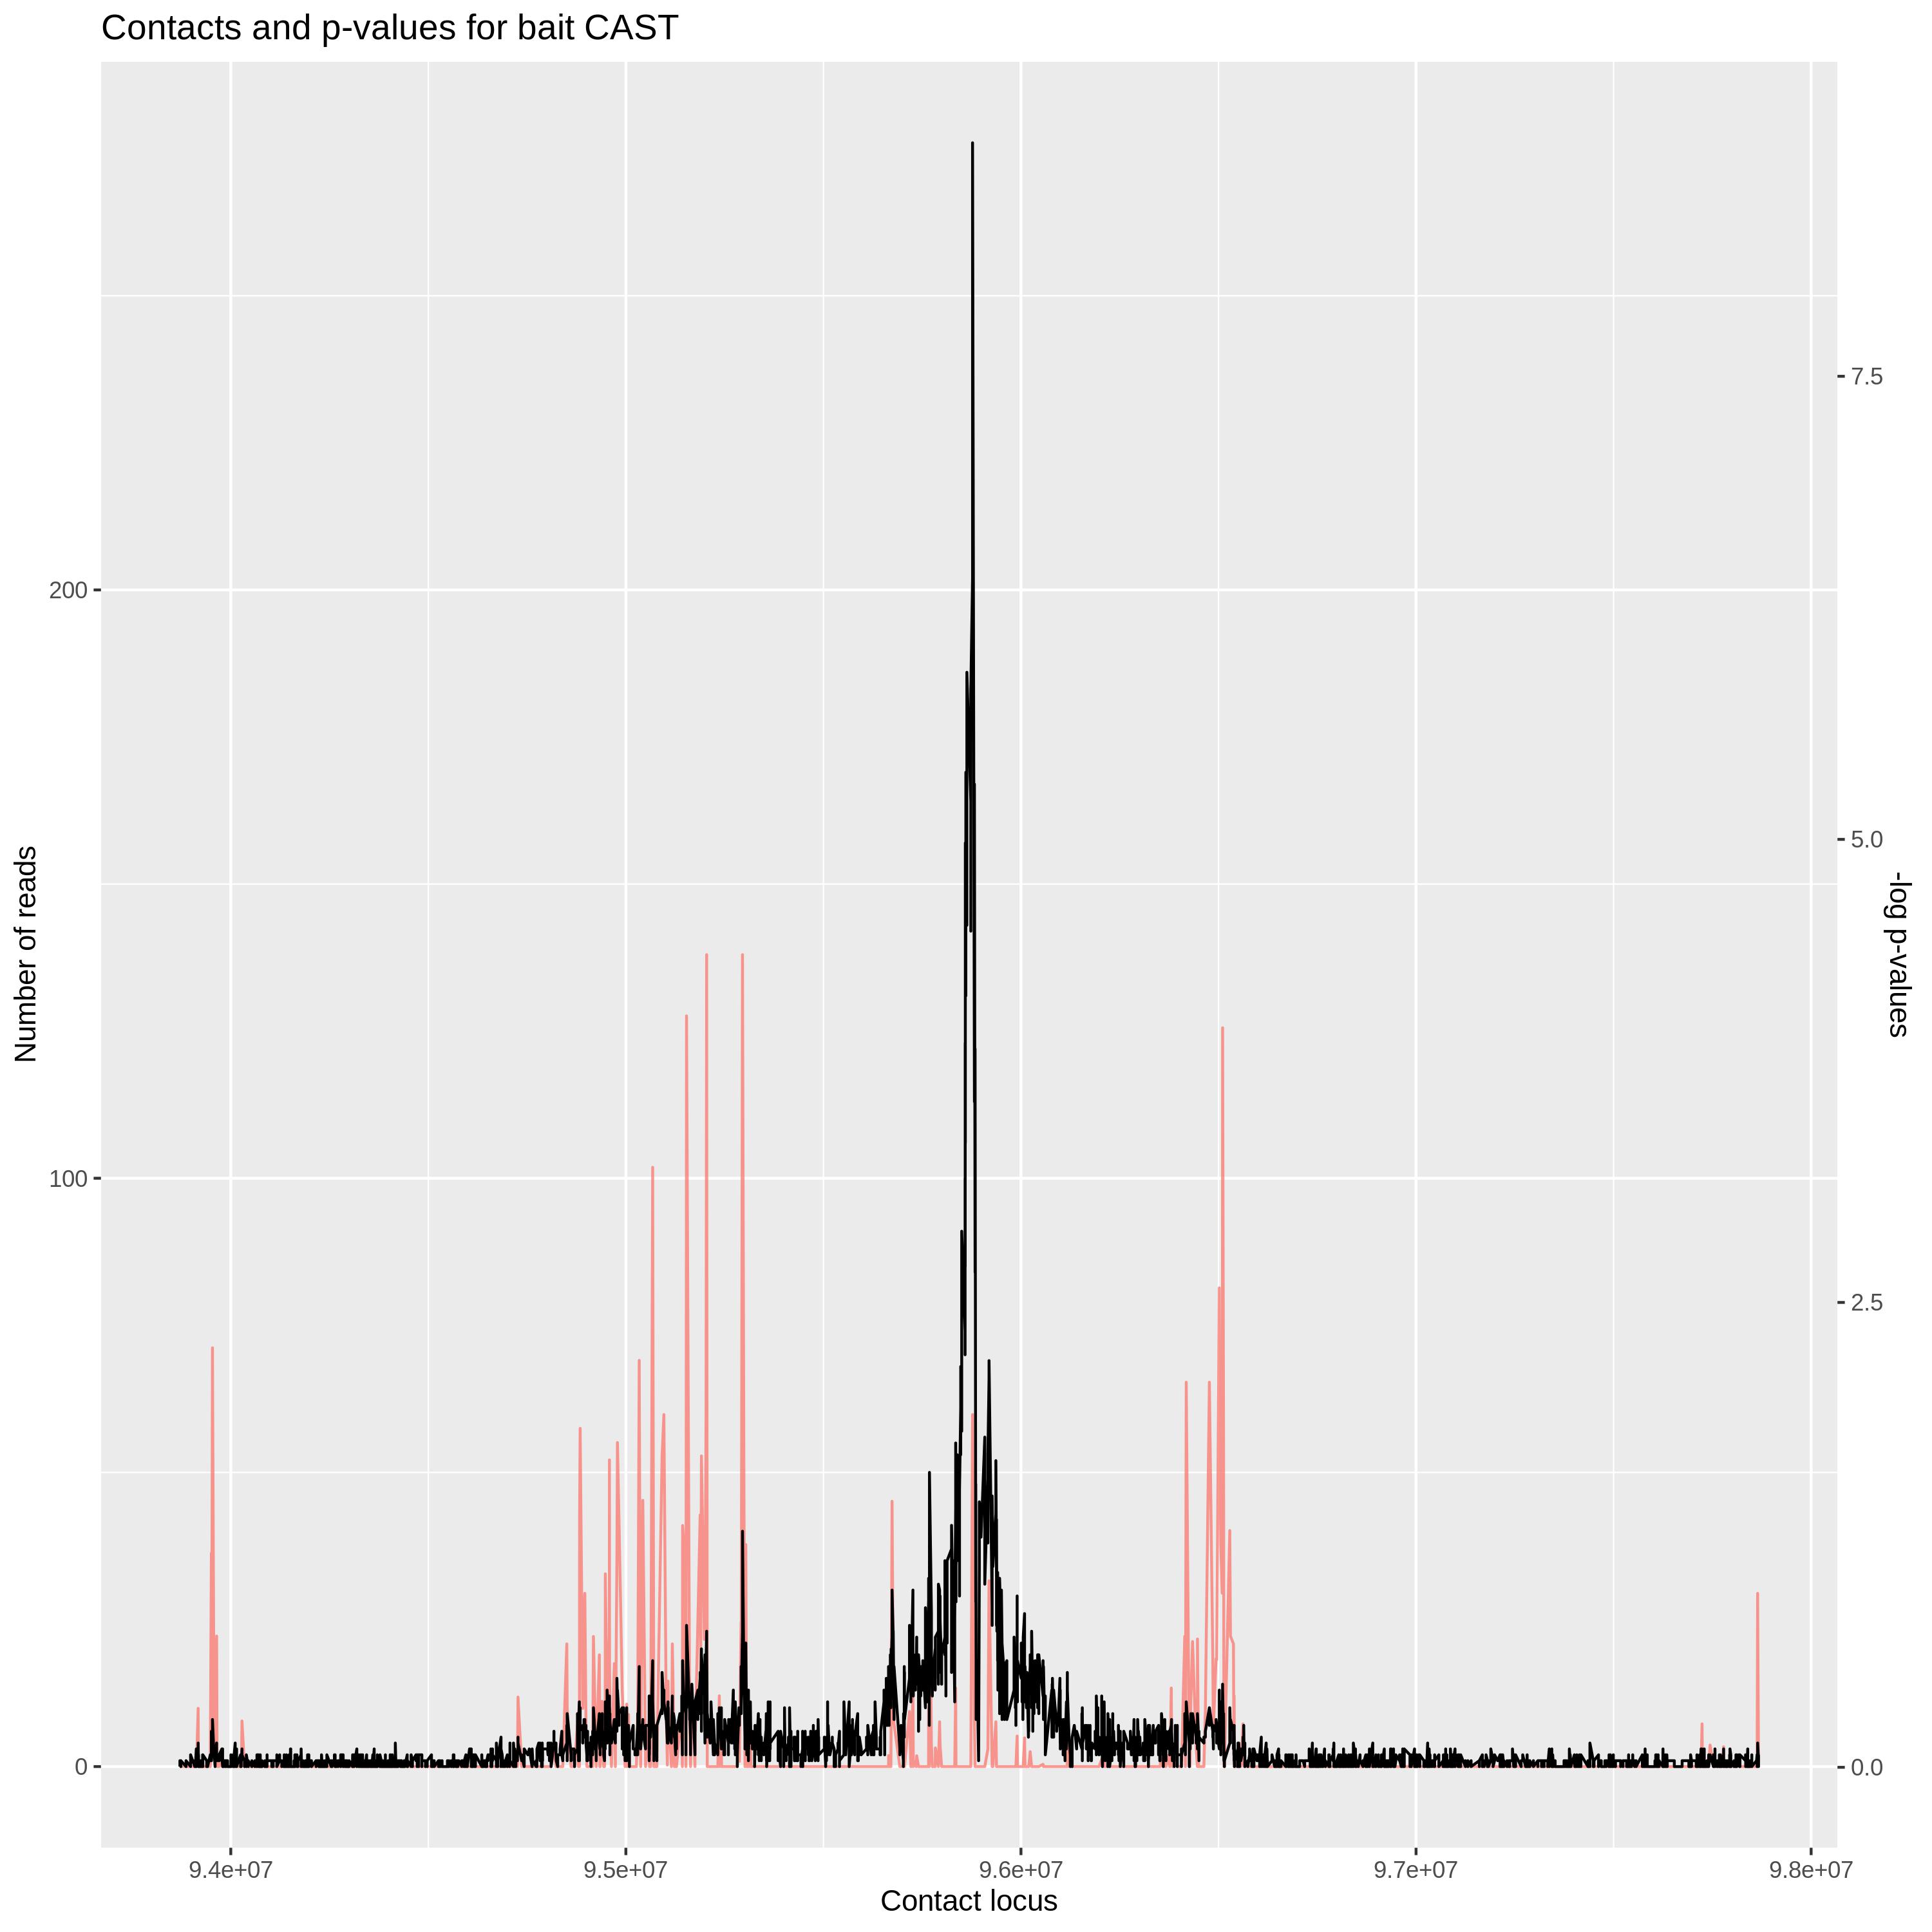 Contacts and p-values for bait CAST
Number of reads
200
100
0
7.5
5.0
2.5
0.0
-log p-values
9.4e+07 9.5e+07 9.6e+07 9.7e+07 9.8e+07
Contact locus